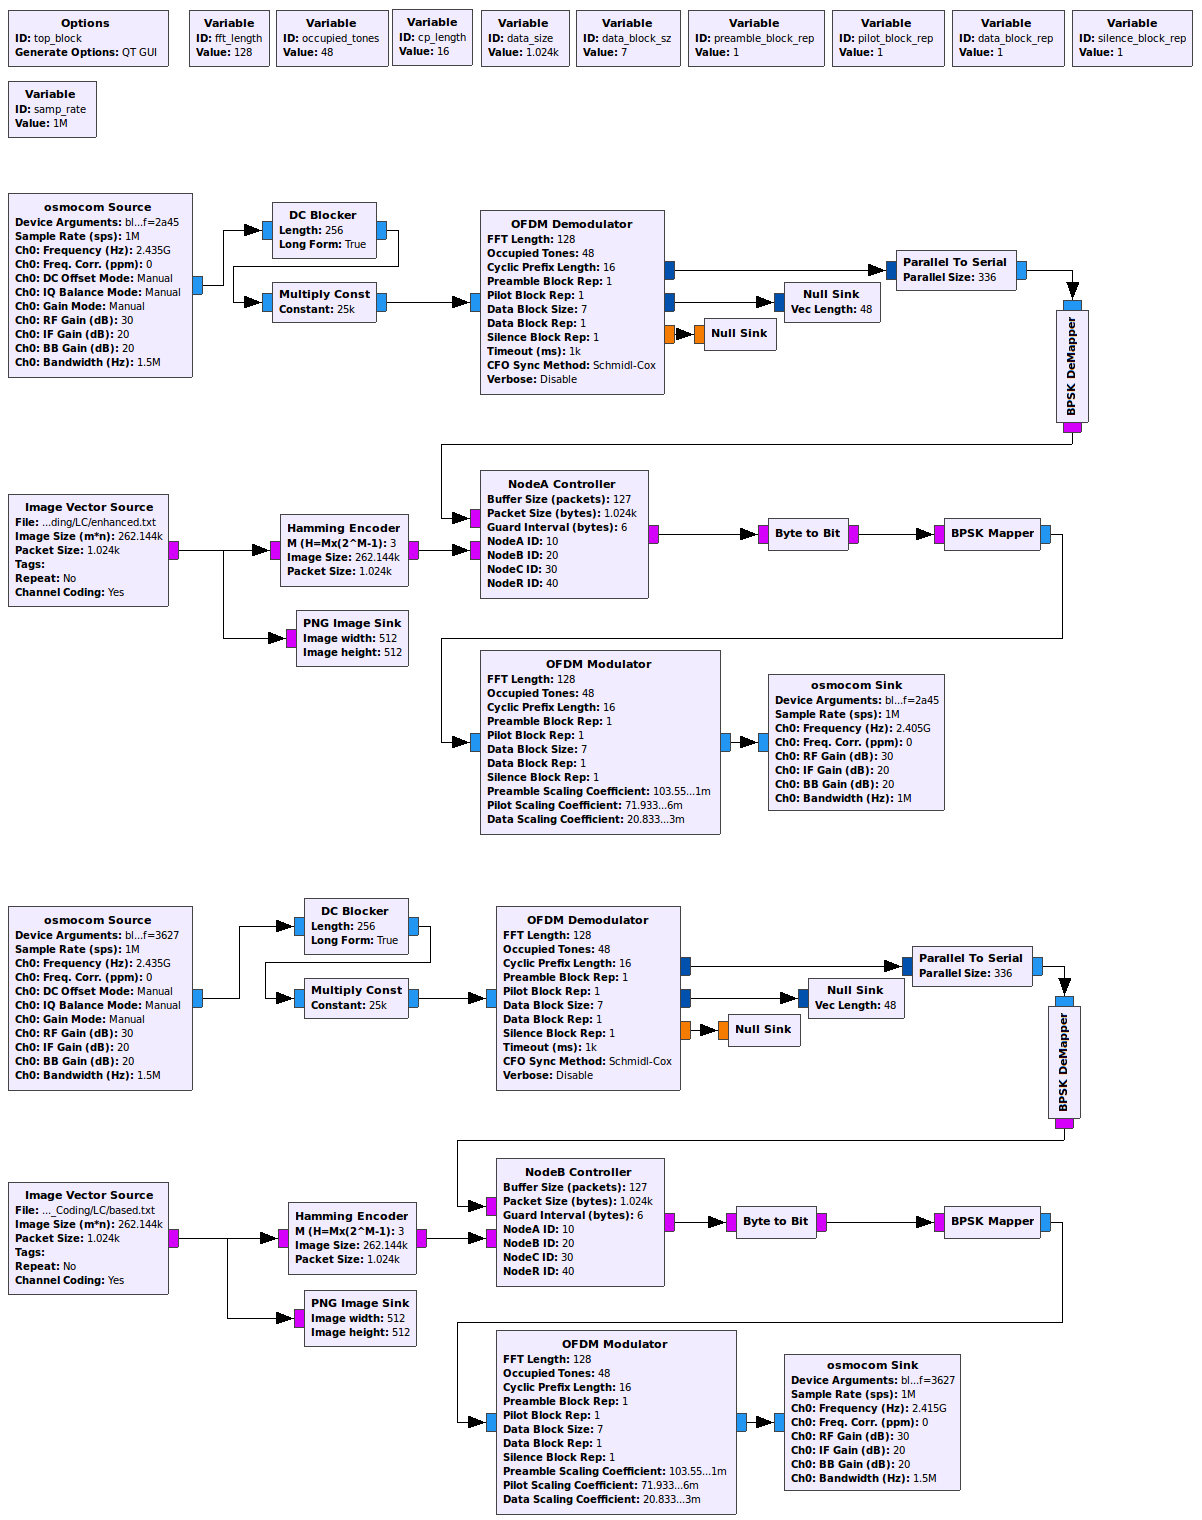 Options
ID: top_block
Generate Options: QT GUI
Variable
ID: fft_length
Value: 128
Variable
ID: occupied_tones
Value: 48
Variable
ID: cp_length
Value: 16
Variable
ID: data_size
Value: 1.024k
Variable
ID: data_block_sz
Value: 7
Variable
ID: preamble_block_rep
Value: 1
Variable
ID: pilot_block_rep
Value: 1
Variable
ID: data_block_rep
Value: 1
Variable
ID: silence_block_rep
Value: 1
Variable
ID: samp_rate
Value: 1M
osmocom Source
Device Arguments: bl...f=2a45
Sample Rate (sps): 1M
Ch0: Frequency (Hz): 2.435G
Ch0: Freq. Corr. (ppm): 0
Ch0: DC Offset Mode: Manual
Ch0: IQ Balance Mode: Manual
Ch0: Gain Mode: Manual
Ch0: RF Gain (dB): 30
Ch0: IF Gain (dB): 20
Ch0: BB Gain (dB): 20
Ch0: Bandwidth (Hz): 1.5M
DC Blocker
Length: 256
Long Form: True
Multiply Const
Constant: 25k
OFDM Demodulator
FFT Length: 128
Occupied Tones: 48
Cyclic Prefix Length: 16
Preamble Block Rep: 1
Pilot Block Rep: 1
Data Block Size: 7
Data Block Rep: 1
Silence Block Rep: 1
Timeout (ms): 1k
CFO Sync Method: Schmidl-Cox
Verbose: Disable
Parallel To Serial
Parallel Size: 336
Null Sink
Vec Length: 48
Null Sink
BPSK DeMapper
Image Vector Source
File: ...ding/LC/enhanced.txt
Image Size (m*n): 262.144k
Packet Size: 1.024k
Tags:
Repeat: No
Channel Coding: Yes
Hamming Encoder
M (H=Mx(2^M-1): 3
Image Size: 262.144k
Packet Size: 1.024k
PNG Image Sink
Image width: 512
Image height: 512
NodeA Controller
Buffer Size (packets): 127
Packet Size (bytes): 1.024k
Guard Interval (bytes): 6
NodeA ID: 10
NodeB ID: 20
NodeC ID: 30
NodeR ID: 40
Byte to Bit
BPSK Mapper
OFDM Modulator
FFT Length: 128
Occupied Tones: 48
Cyclic Prefix Length: 16
Preamble Block Rep: 1
Pilot Block Rep: 1
Data Block Size: 7
Data Block Rep: 1
Silence Block Rep: 1
Preamble Scaling Coefficient: 103.55...1m
Pilot Scaling Coefficient: 71.933...6m
Data Scaling Coefficient: 20.833...3m
osmocom Sink
Device Arguments: bl...f=2a45
Sample Rate (sps): 1M
Ch0: Frequency (Hz): 2.405G
Ch0: Freq. Corr. (ppm): 0
Ch0: RF Gain (dB): 30
Ch0: IF Gain (dB): 20
Ch0: BB Gain (dB): 20
Ch0: Bandwidth (Hz): 1M
osmocom Source
Device Arguments: bl...f=3627
Sample Rate (sps): 1M
Ch0: Frequency (Hz): 2.435G
Ch0: Freq. Corr. (ppm): 0
Ch0: DC Offset Mode: Manual
Ch0: IQ Balance Mode: Manual
Ch0: Gain Mode: Manual
Ch0: RF Gain (dB): 30
Ch0: IF Gain (dB): 20
Ch0: BB Gain (dB): 20
Ch0: Bandwidth (Hz): 1.5M
DC Blocker
Length: 256
Long Form: True
Multiply Const
Constant: 25k
OFDM Demodulator
FFT Length: 128
Occupied Tones: 48
Cyclic Prefix Length: 16
Preamble Block Rep: 1
Pilot Block Rep: 1
Data Block Size: 7
Data Block Rep: 1
Silence Block Rep: 1
Timeout (ms): 1k
CFO Sync Method: Schmidl-Cox
Verbose: Disable
Parallel To Serial
Parallel Size: 336
Null Sink
Vec Length: 48
Null Sink
BPSK DeMapper
Image Vector Source
File: ..._Coding/LC/based.txt
Image Size (m*n): 262.144k
Packet Size: 1.024k
Tags:
Repeat: No
Channel Coding: Yes
Hamming Encoder
M (H=Mx(2^M-1): 3
Image Size: 262.144k
Packet Size: 1.024k
PNG Image Sink
Image width: 512
Image height: 512
NodeB Controller
Buffer Size (packets): 127
Packet Size (bytes): 1.024k
Guard Interval (bytes): 6
NodeA ID: 10
NodeB ID: 20
NodeC ID: 30
NodeR ID: 40
Byte to Bit
BPSK Mapper
OFDM Modulator
FFT Length: 128
Occupied Tones: 48
Cyclic Prefix Length: 16
Preamble Block Rep: 1
Pilot Block Rep: 1
Data Block Size: 7
Data Block Rep: 1
Silence Block Rep: 1
Preamble Scaling Coefficient: 103.55...1m
Pilot Scaling Coefficient: 71.933...6m
Data Scaling Coefficient: 20.833...3m
osmocom Sink
Device Arguments: bl...f=3627
Sample Rate (sps): 1M
Ch0: Frequency (Hz): 2.415G
Ch0: Freq. Corr. (ppm): 0
Ch0: RF Gain (dB): 30
Ch0: IF Gain (dB): 20
Ch0: BB Gain (dB): 20
Ch0: Bandwidth (Hz): 1.5M